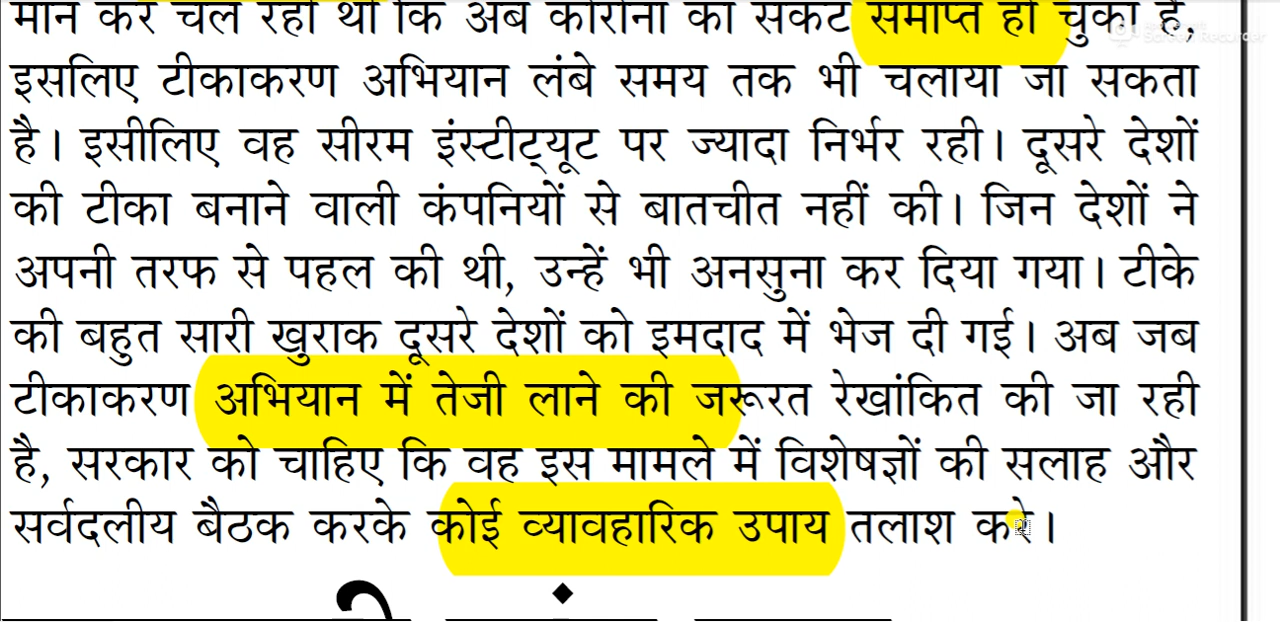 मान कर चल रही थी कि अब कोरोना का संकट समाप्त हो चुका है,
इसलिए टीकाकरण अभियान लंबे समय तक भी चलाया जा सकता
है। इसीलिए वह सीरम इंस्टीट्यूट पर ज्यादा निर्भर रही। दूसरे देशों
की टीका बनाने वाली कंपनियों से बातचीत नहीं की। जिन देशों ने
अपनी तरफ से पहल की थी, उन्हें भी अनसुना कर दिया गया। टीके
की बहुत सारी खुराक दूसरे देशों को इमदाद में भेज दी गई। अब जब
टीकाकरण अभियान में तेजी लाने की जरूरत रेखांकित की जा रही
है, सरकार को चाहिए कि वह इस मामले में विशेषज्ञों की सलाह और
सर्वदलीय बैठक करके कोई व्यावहारिक उपाय तलाश करे।